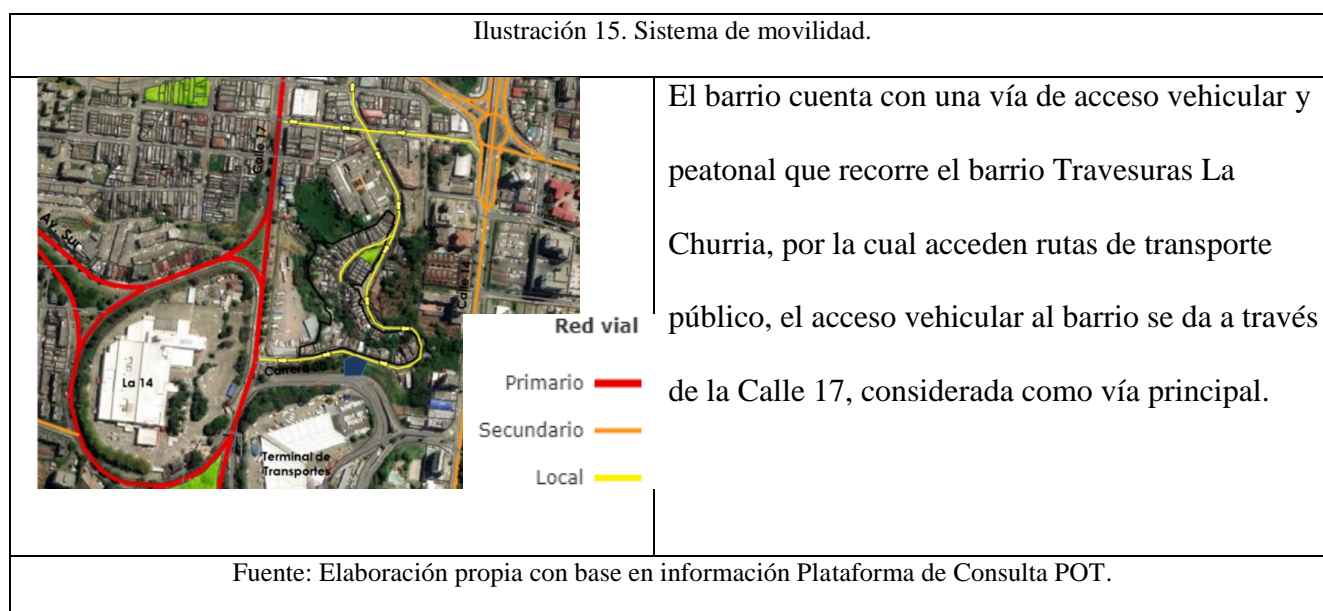 Ilustración 15. Sistema de movilidad.
Calle 17
Av. Sur
Calle 14
La 14
Carrera 20
Terminal de
Transportes
Red vial
Primario
Secundario
Local
El barrio cuenta con una vía de acceso vehicular y
peatonal que recorre el barrio Travesuras La
Churria, por la cual acceden rutas de transporte
público, el acceso vehicular al barrio se da a través
de la Calle 17, considerada como vía principal.
Fuente: Elaboración propia con base en información Plataforma de Consulta POT.